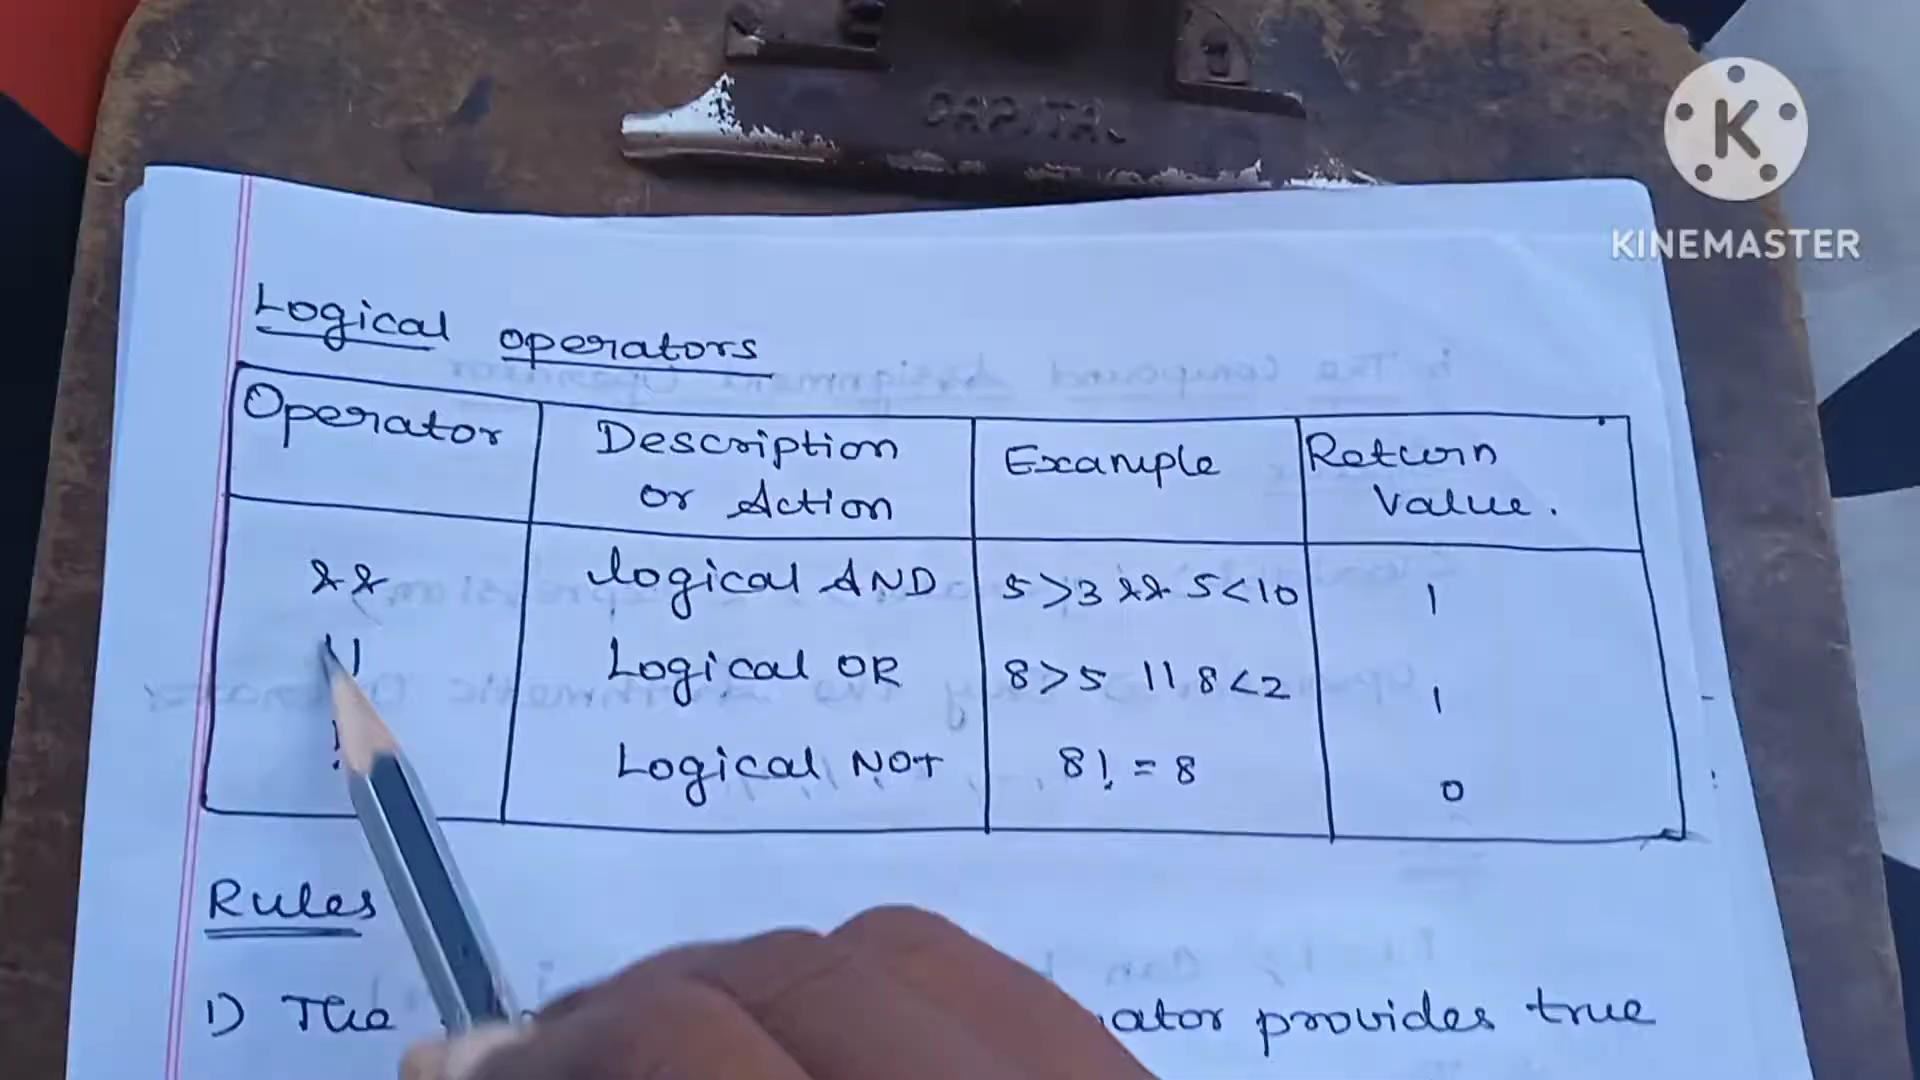 CAPITAL
K
KINEMASTER
Logical operators
Operator Description or Action Example Return Value.
&& logical AND 5>3 && 5<10 1
|| Logical OR 8>5 || 8<2 1
! Logical NOT 8!=8 0
Rules
1) The ator provides true